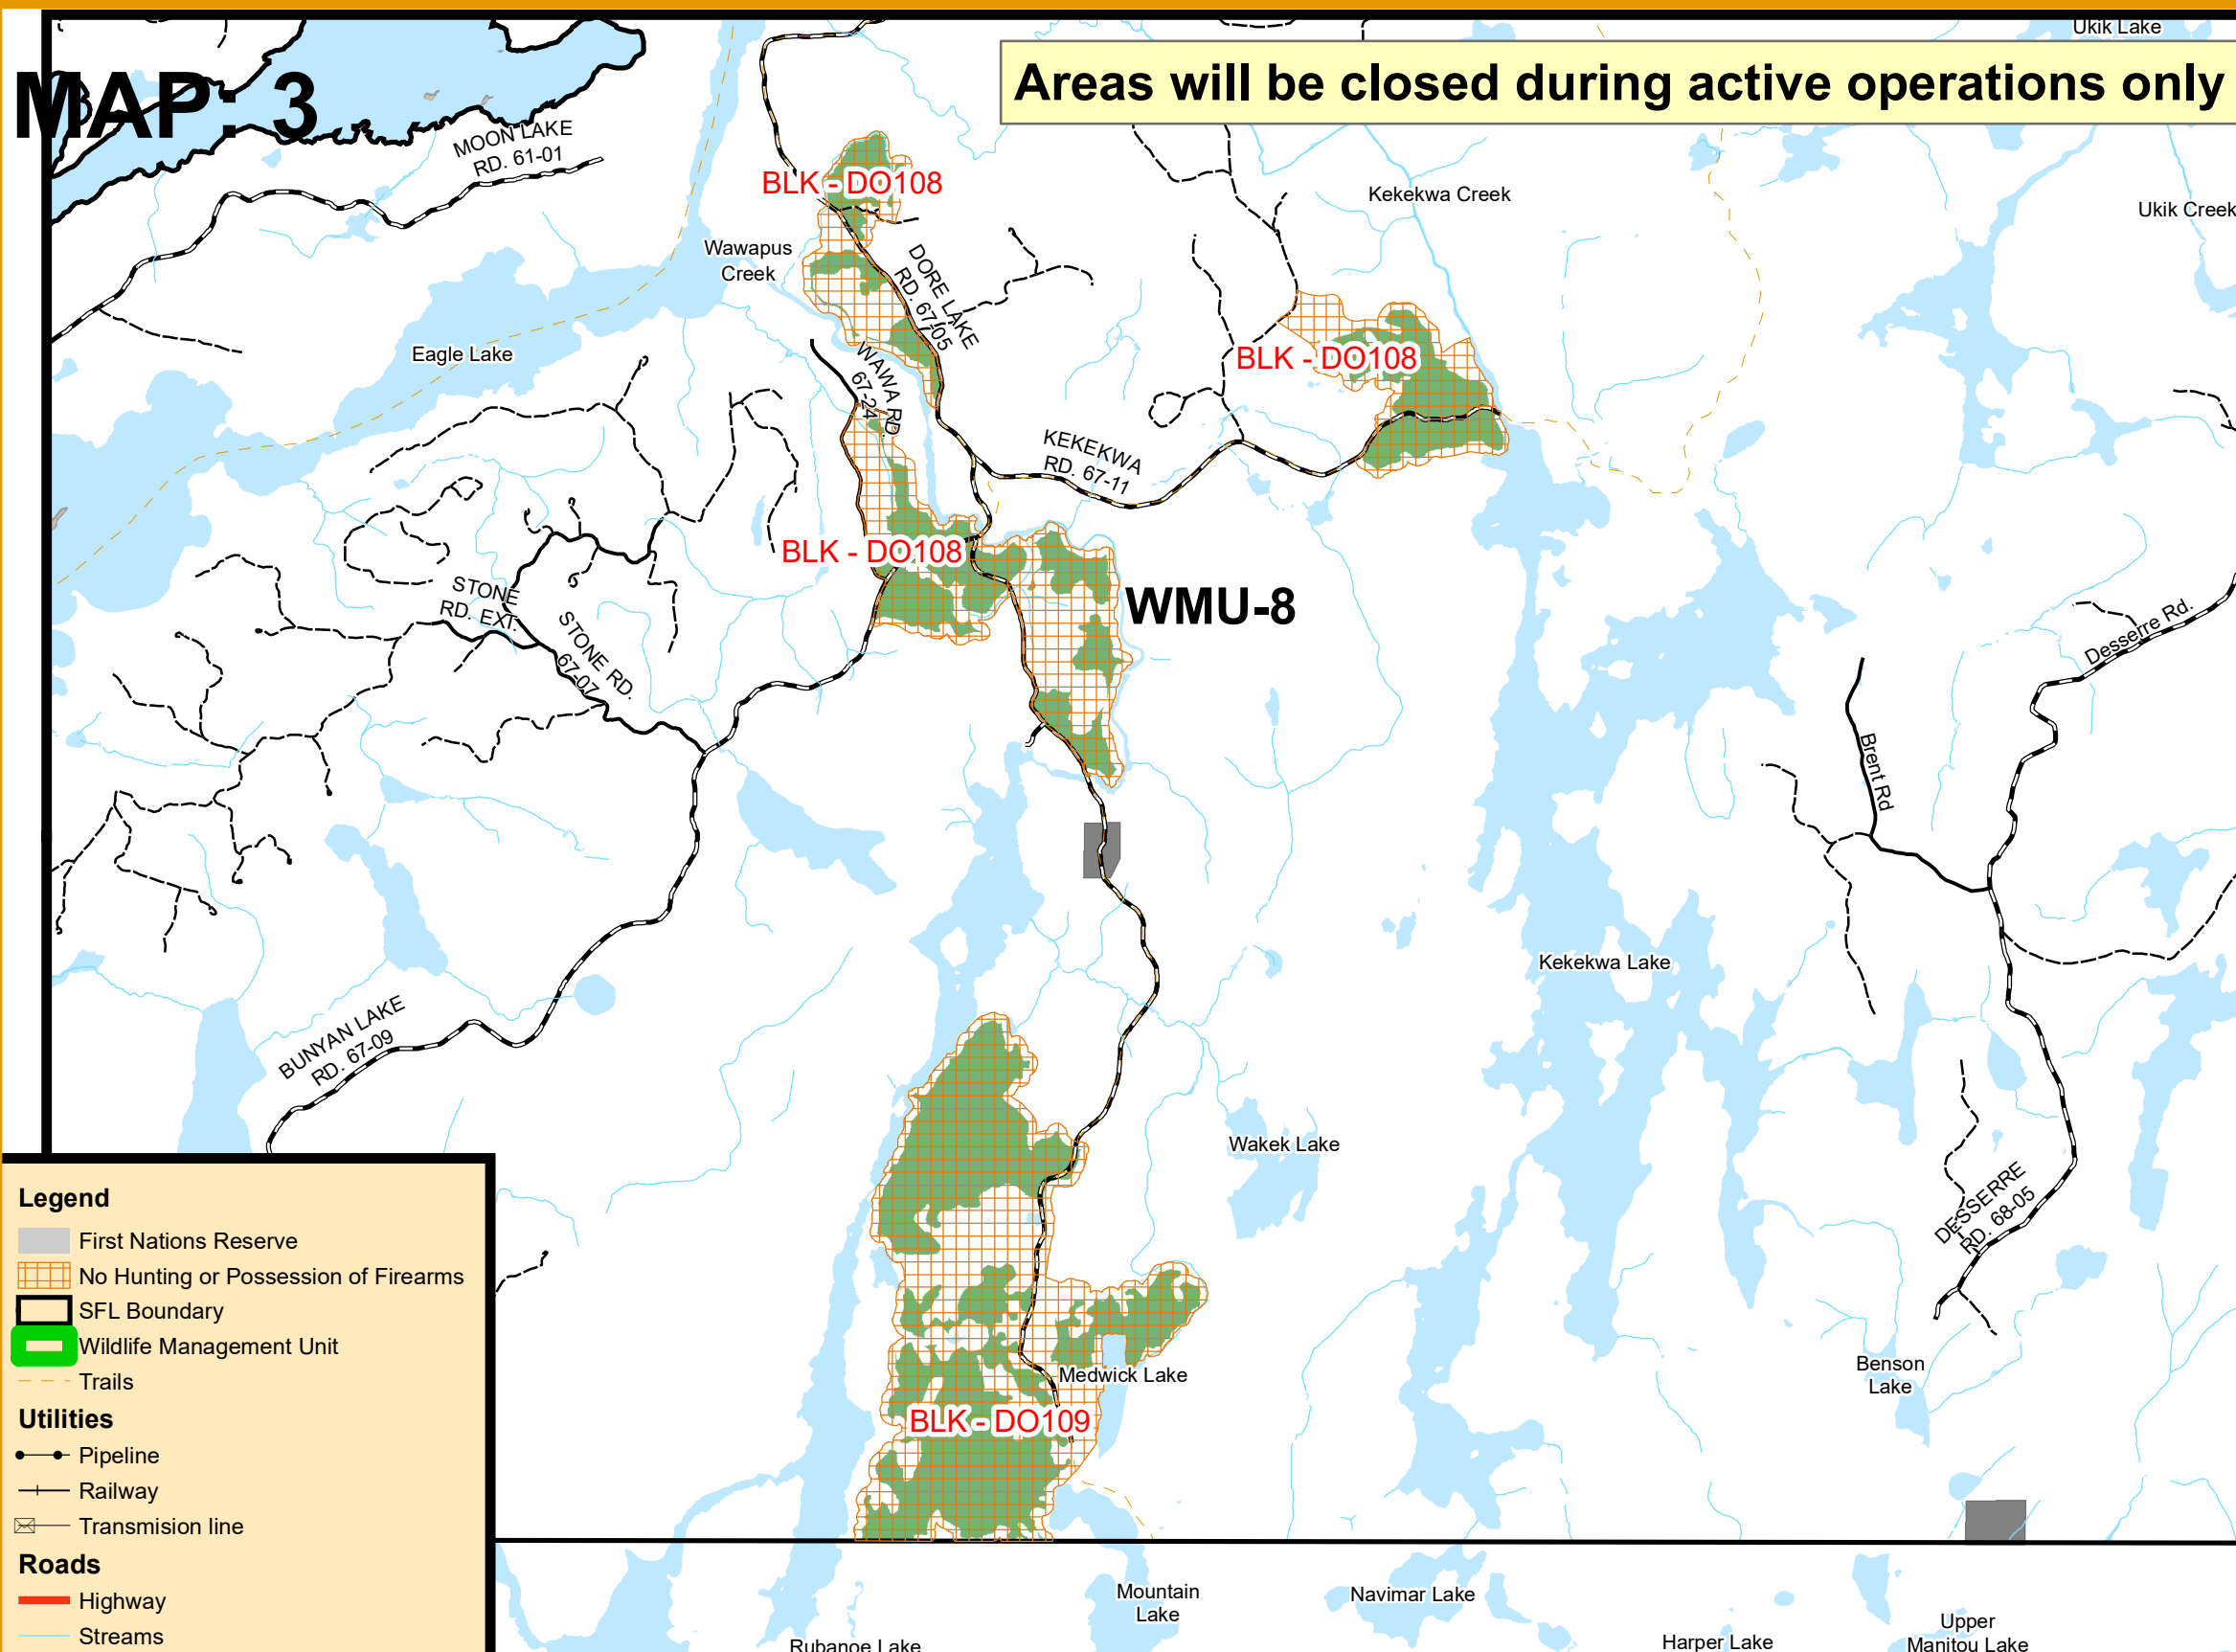 Ukik Lake
MAP: 3
Areas will be closed during active operations only
MOON LAKE
RD. 61-01
BLK - DO108
Kekekwa Creek
Ukik Creek
Wawapus
Creek
DORE LAKE
RD. 67-05
Eagle Lake
WAWA RD.
67-24
BLK - DO108
KEKEKWA
RD. 67-11
BLK - DO108
STONE
RD. EXT.
WMU-8
STONE RD.
67-07
Desserre Rd.
Brent Rd
Kekekwa Lake
BUNYAN LAKE
RD. 67-09
Wakek Lake
DESSERRE
RD. 68-05
Medwick Lake
Benson
Lake
BLK - DO109
Mountain
Lake
Navimar Lake
Rubanoe Lake
Harper Lake
Upper
Manitou Lake
Legend
First Nations Reserve
No Hunting or Possession of Firearms
SFL Boundary
Wildlife Management Unit
Trails
Utilities
Pipeline
Railway
Transmision line
Roads
Highway
Streams